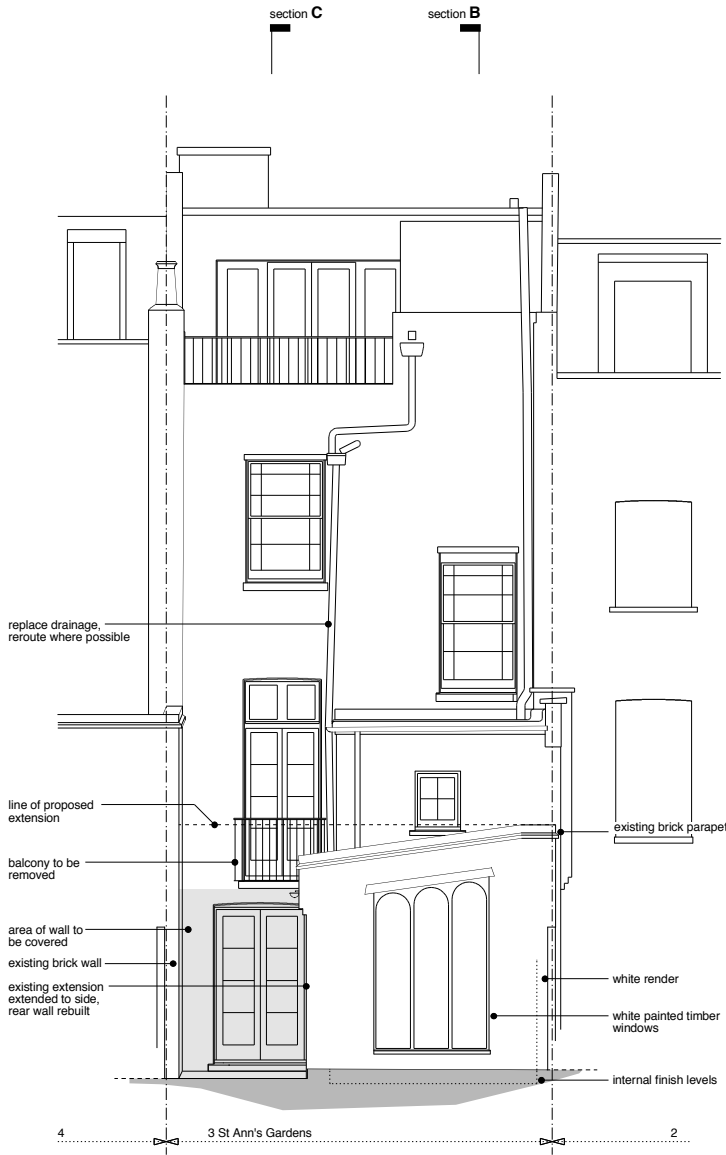 section C
section B
replace drainage,
reroute where possible
line of proposed
extension
existing brick parapet
balcony to be
removed
area of wall to
be covered
existing brick wall
existing extension
extended to side,
rear wall rebuilt
white render
white painted timber
windows
internal finish levels
4
3 St Ann's Gardens
2